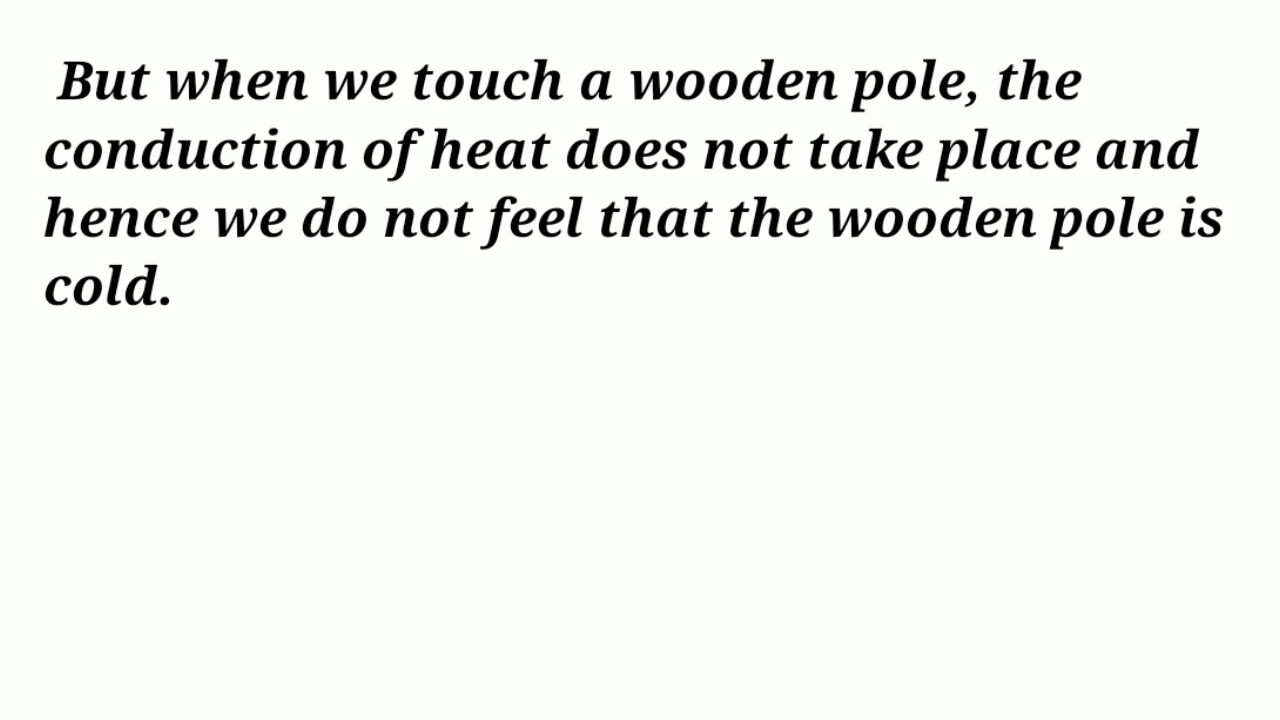 But when we touch a wooden pole, the
conduction of heat does not take place and
hence we do not feel that the wooden pole is
cold.